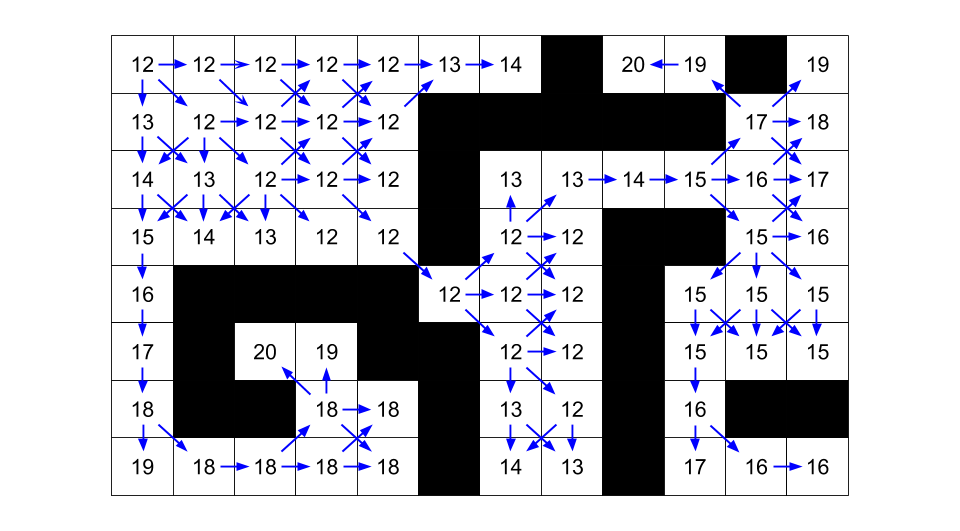 12 12 12 12 12 13 14 20 19 19
13 12 12 12 12 17 18
14 13 12 12 12 13 13 14 15 16 17
15 14 13 12 12 12 12 15 16
16 12 12 12 15 15 15
17 20 19 12 12 15 15 15
18 18 18 13 12 16
19 18 18 18 18 14 13 17 16 16